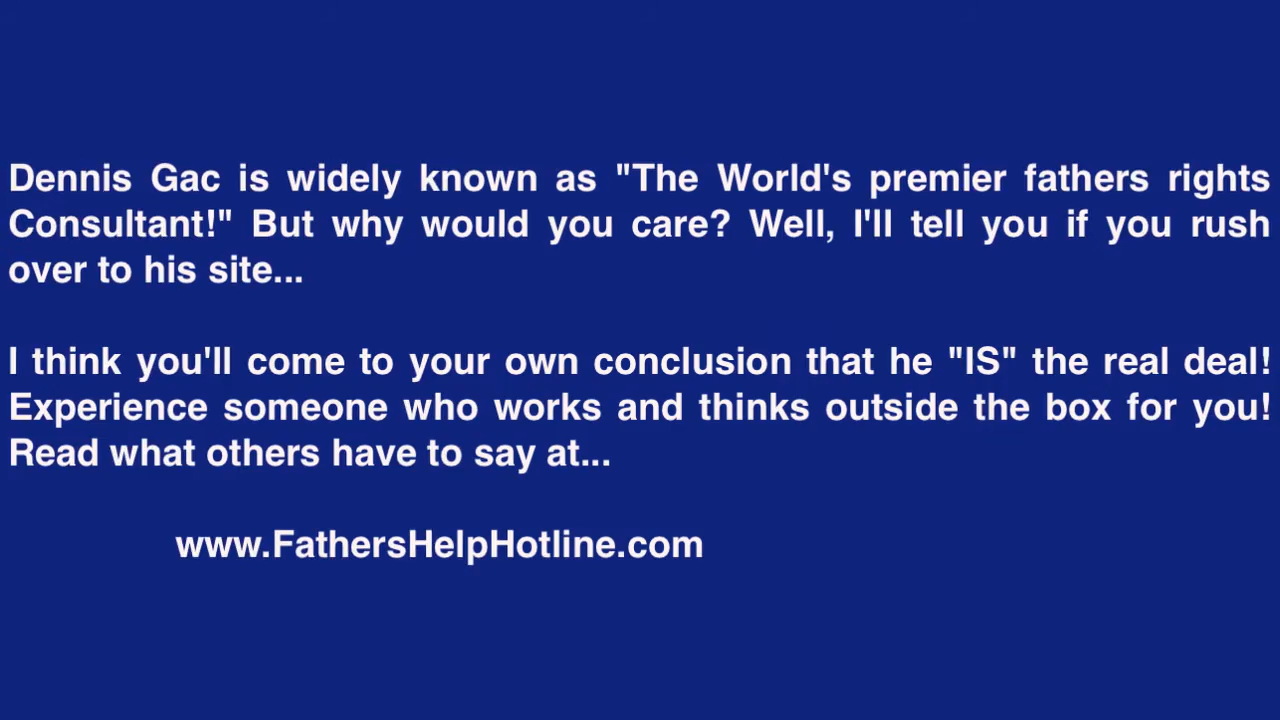 Dennis Gac is widely known as "The World's premier fathers rights
Consultant!" But why would you care? Well, I'll tell you if you rush
over to his site...
I think you'll come to your own conclusion that he "IS" the real deal!
Experience someone who works and thinks outside the box for you!
Read what others have to say at...
www.FathersHelpHotline.com